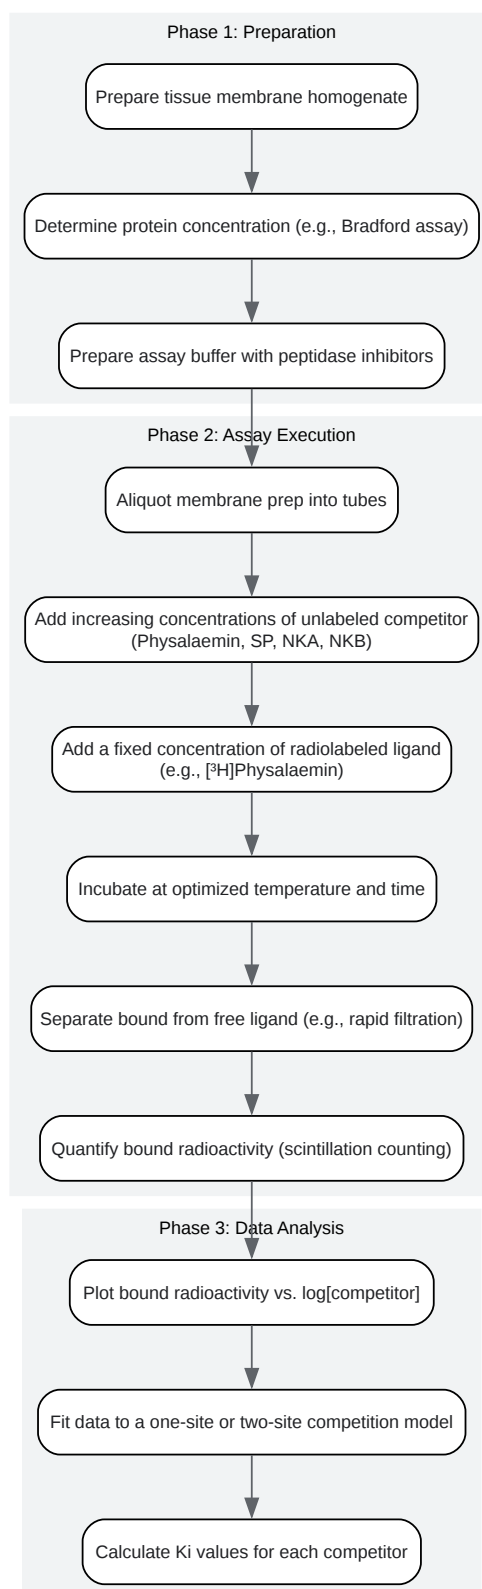 Phase 1: Preparation
Prepare tissue membrane homogenate
Determine protein concentration (e.g., Bradford assay)
Prepare assay buffer with peptidase inhibitors
Phase 2: Assay Execution
Aliquot membrane prep into tubes
Add increasing concentrations of unlabeled competitor
(Physalaemin, SP, NKA, NKB)
Add a fixed concentration of radiolabeled ligand
(e.g., [³H]Physalaemin)
Incubate at optimized temperature and time
Separate bound from free ligand (e.g., rapid filtration)
Quantify bound radioactivity (scintillation counting)
Phase 3: Data Analysis
Plot bound radioactivity vs. log[competitor]
Fit data to a one-site or two-site competition model
Calculate Ki values for each competitor